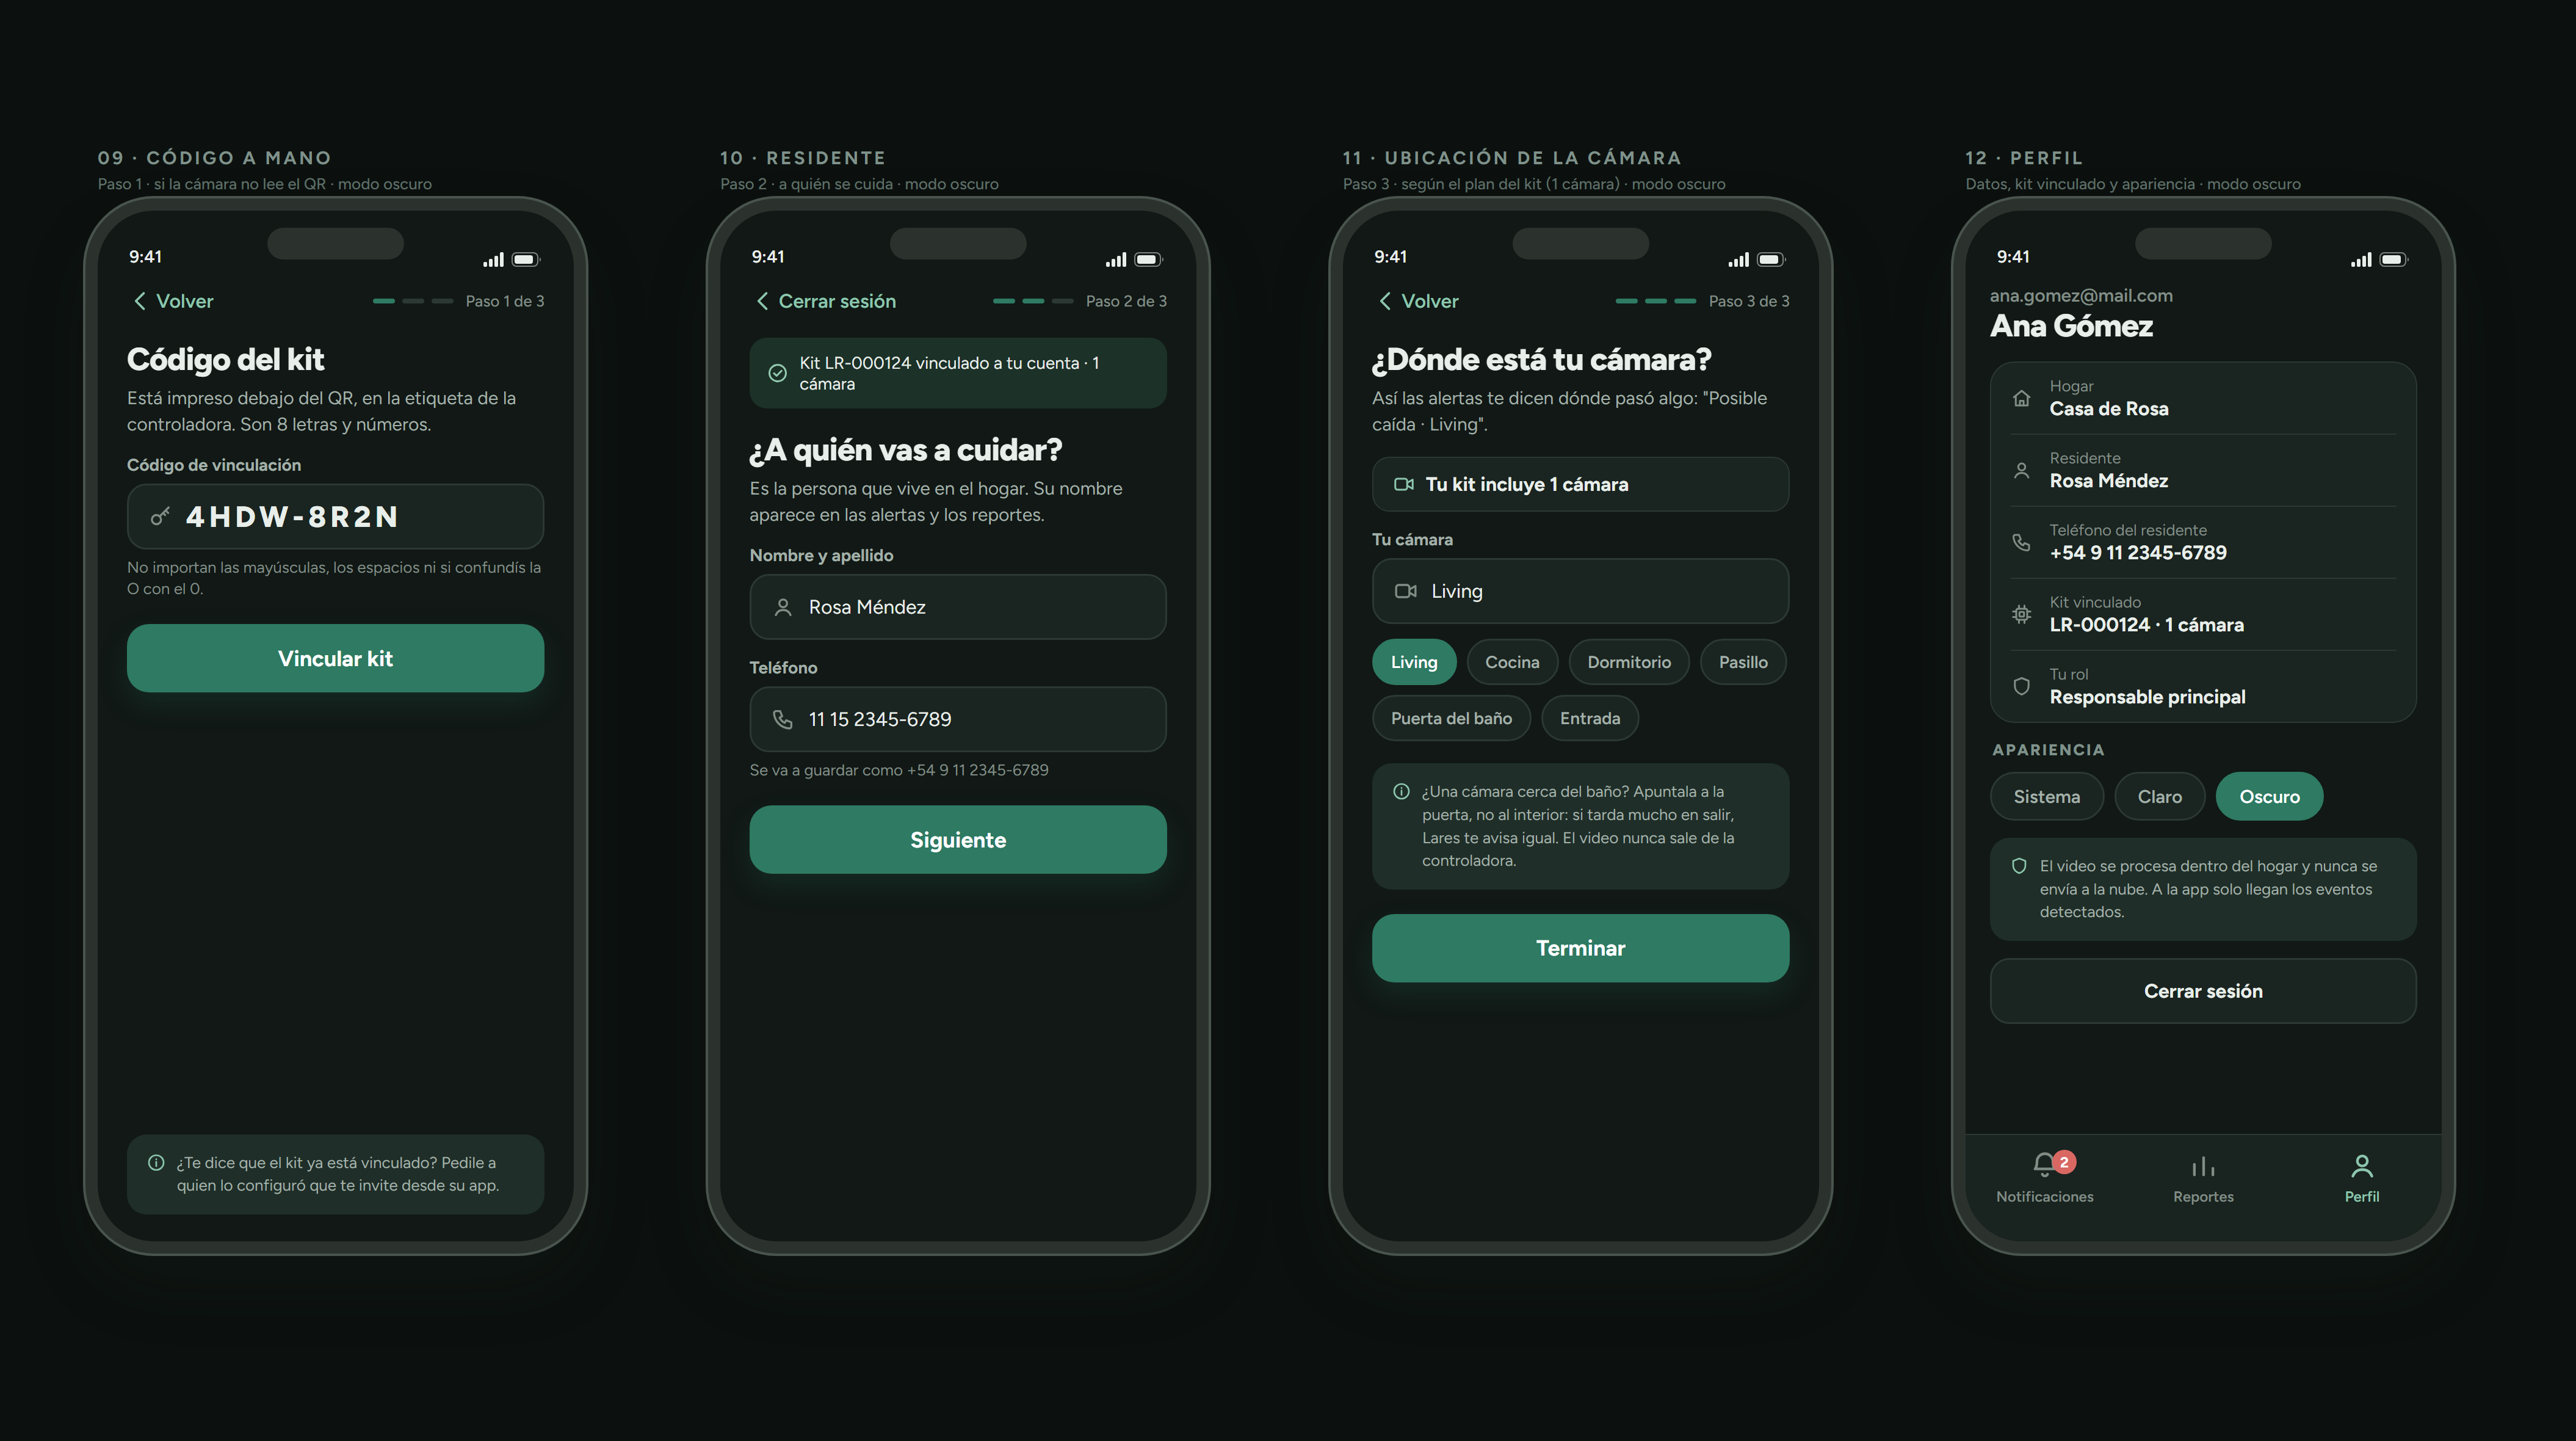 09 · CÓDIGO A MANO
Paso 1 · si la cámara no lee el QR · modo oscuro
9:41
Volver
Paso 1 de 3
Código del kit
Está impreso debajo del QR, en la etiqueta de la
controladora. Son 8 letras y números.
Código de vinculación
4HDW-8R2N
No importan las mayúsculas, los espacios ni si confundís la
O con el 0.
Vincular kit
¿Te dice que el kit ya está vinculado? Pedile a
quien lo configuró que te invite desde su app.
10 · RESIDENTE
Paso 2 · a quién se cuida · modo oscuro
9:41
Cerrar sesión
Paso 2 de 3
Kit LR-000124 vinculado a tu cuenta · 1
cámara
¿A quién vas a cuidar?
Es la persona que vive en el hogar. Su nombre
aparece en las alertas y los reportes.
Nombre y apellido
Rosa Méndez
Teléfono
11 15 2345-6789
Se va a guardar como +54 9 11 2345-6789
Siguiente
11 · UBICACIÓN DE LA CÁMARA
Paso 3 · según el plan del kit (1 cámara) · modo oscuro
9:41
Volver
Paso 3 de 3
¿Dónde está tu cámara?
Así las alertas te dicen dónde pasó algo: "Posible
caída · Living".
Tu kit incluye 1 cámara
Tu cámara
Living
Living
Cocina
Dormitorio
Pasillo
Puerta del baño
Entrada
¿Una cámara cerca del baño? Apuntala a la
puerta, no al interior: si tarda mucho en salir,
Lares te avisa igual. El video nunca sale de la
controladora.
Terminar
12 · PERFIL
Datos, kit vinculado y apariencia · modo oscuro
9:41
ana.gomez@mail.com
Ana Gómez
Hogar
Casa de Rosa
Residente
Rosa Méndez
Teléfono del residente
+54 9 11 2345-6789
Kit vinculado
LR-000124 · 1 cámara
Tu rol
Responsable principal
APARIENCIA
Sistema
Claro
Oscuro
El video se procesa dentro del hogar y nunca se
envía a la nube. A la app solo llegan los eventos
detectados.
Cerrar sesión
2
Notificaciones
Reportes
Perfil